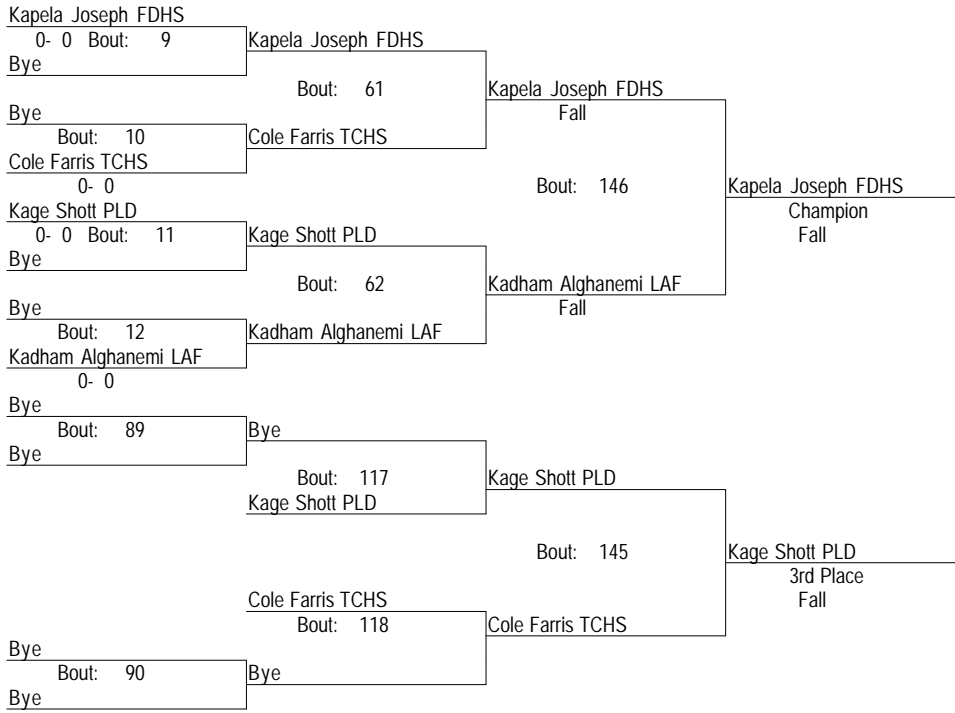 Kapela Joseph FDHS
0- 0 Bout: 9
Kapela Joseph FDHS
Bye
Bout: 61
Kapela Joseph FDHS
Fall
Bye
Bout: 10
Cole Farris TCHS
Cole Farris TCHS
0- 0
Bout: 146
Kapela Joseph FDHS
Champion
Fall
Kage Shott PLD
0- 0 Bout: 11
Kage Shott PLD
Bye
Bout: 62
Kadham Alghanemi LAF
Fall
Bye
Bout: 12
Kadham Alghanemi LAF
Kadham Alghanemi LAF
0- 0
Bye
Bout: 89
Bye
Bye
Bout: 117
Kage Shott PLD
Kage Shott PLD
Bout: 145
Kage Shott PLD
3rd Place
Fall
Cole Farris TCHS
Bout: 118
Cole Farris TCHS
Bye
Bout: 90
Bye
Bye